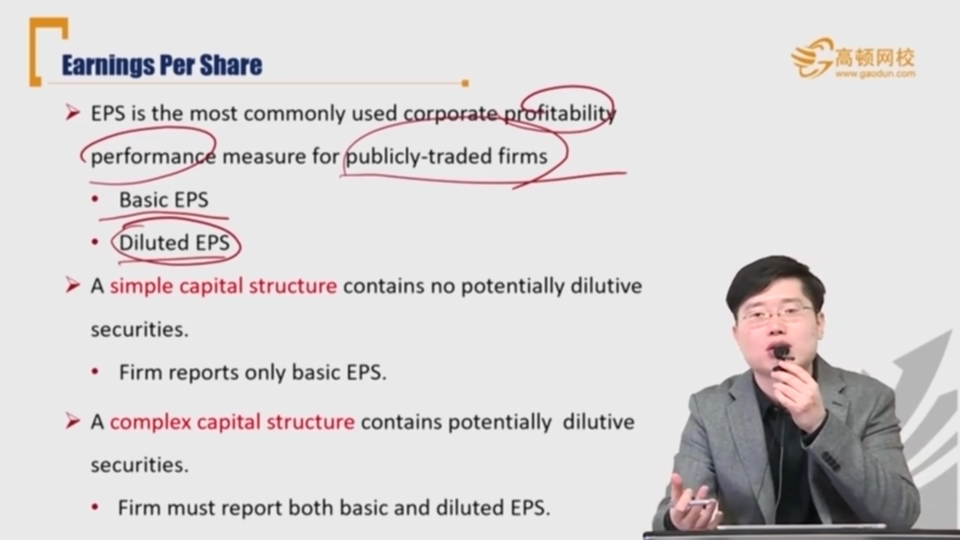 Earnings Per Share
高顿网校
www.gaodun.com
EPS is the most commonly used corporate profitability
performance measure for publicly-traded firms
Basic EPS
Diluted EPS
A simple capital structure contains no potentially dilutive
securities.
Firm reports only basic EPS.
A complex capital structure contains potentially dilutive
securities.
Firm must report both basic and diluted EPS.